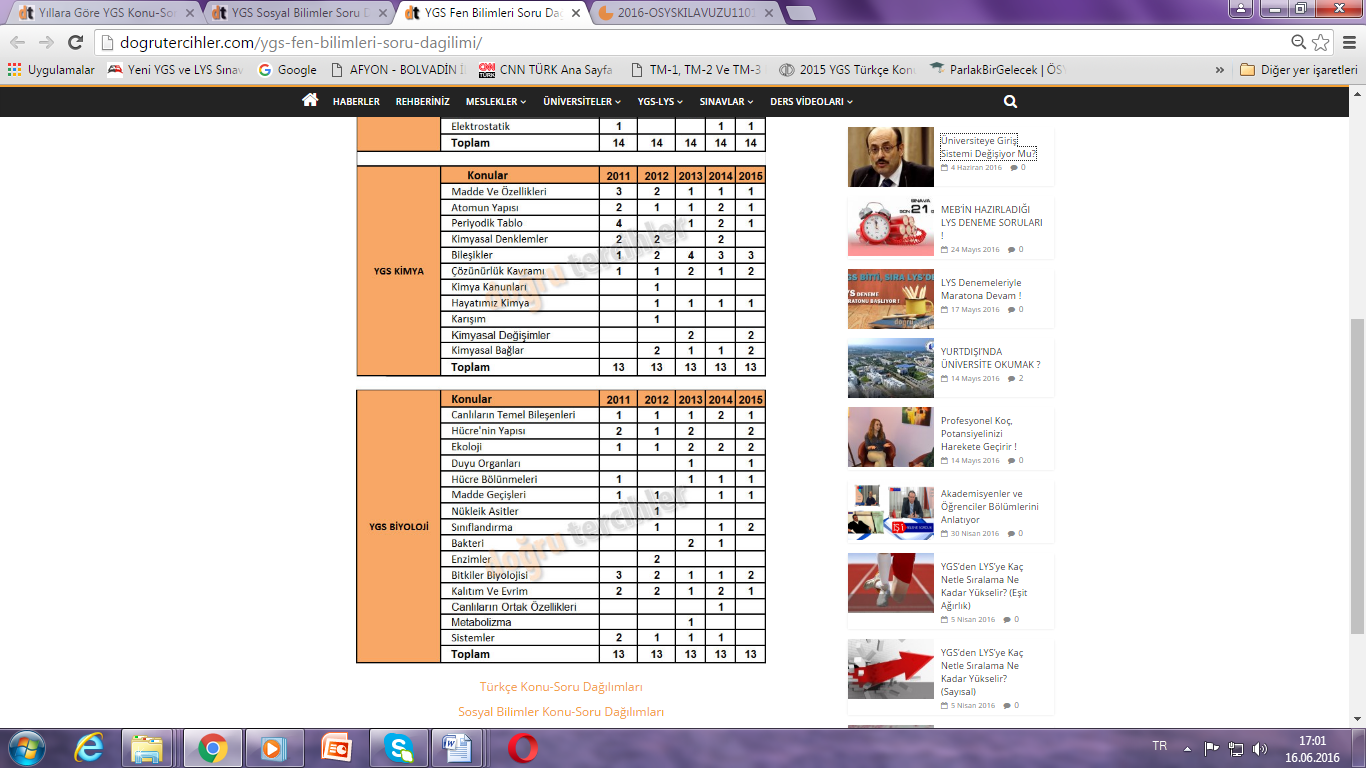 Yıllara Göre YGS Konu-Sor
YGS Sosyal Bilimler Soru D
YGS Fen Bilimleri Soru Dağ
2016-OSYSKILAVUZU1101
dogrutercihler.com/ygs-fen-bilimleri-soru-dagilimi/
Uygulamalar
Yeni YGS ve LYS Sınav
Google
AFYON - BOLVADİN İ
CNN TÜRK Ana Sayfa
TM-1, TM-2 Ve TM-3
2015 YGS Türkçe Kon
ParlakBirGelecek | ÖS
»
Diğer yer işaretleri
HABERLER REHBERİNİZ MESLEKLER ÜNİVERSİTELER YGS-LYS SINAVLAR DERS VİDEOLARI
Elektrostatik 1 1 1
Toplam 14 14 14 14 14
YGS KİMYA
Konular 2011 2012 2013 2014 2015
Madde Ve Özellikleri 3 2 1 1 1
Atomun Yapısı 2 1 1 2 1
Periyodik Tablo 4 1 2 1
Kimyasal Denklemler 2 2 2
Bileşikler 1 2 4 3 3
Çözünürlük Kavramı 1 1 2 1 2
Kimya Kanunları 1
Hayatımız Kimya 1 1 1 1
Karışım 1
Kimyasal Değişimler 2 2
Kimyasal Bağlar 2 1 1 2
Toplam 13 13 13 13 13
doğru tercihler
YGS BİYOLOJİ
Konular 2011 2012 2013 2014 2015
Canlıların Temel Bileşenleri 1 1 1 2 1
Hücre'nin Yapısı 2 1 2 2
Ekoloji 1 1 2 2 2
Duyu Organları 1 1
Hücre Bölünmeleri 1 1 1 1
Madde Geçişleri 1 1 1 1
Nükleik Asitler 1
Sınıflandırma 1 1 2
Bakteri 2 1
Enzimler 2
Bitkiler Biyolojisi 3 2 1 1 2
Kalıtım Ve Evrim 2 2 1 2 1
Canlıların Ortak Özellikleri 1
Metabolizma 1
Sistemler 2 1 1 1
Toplam 13 13 13 13 13
doğru tercihler
Türkçe Konu-Soru Dağılımları
Sosyal Bilimler Konu-Soru Dağılımları
Üniversiteye Giriş
Sistemi Değişiyor Mu?
4 Haziran 2016 0
SINAVA
SON 21
MEB'İN HAZIRLADIĞI
LYS DENEME SORULARI
!
24 Mayıs 2016 0
LYS Denemeleriyle
Maratona Devam !
17 Mayıs 2016 0
YURTDIŞI'NDA
ÜNİVERSİTE OKUMAK ?
14 Mayıs 2016 2
Profesyonel Koç,
Potansiyelinizi
Harekete Geçirir !
14 Mayıs 2016 0
Akademisyenler ve
Öğrenciler Bölümlerini
Anlatıyor
30 Nisan 2016 0
YGS'den LYS'ye Kaç
Netle Sıralama Ne
Kadar Yükselir? (Eşit
Ağırlık)
5 Nisan 2016 0
YGS'den LYS'ye Kaç
Netle Sıralama Ne
Kadar Yükselir?
(Sayısal)
5 Nisan 2016 0
TR
17:01
16.06.2016